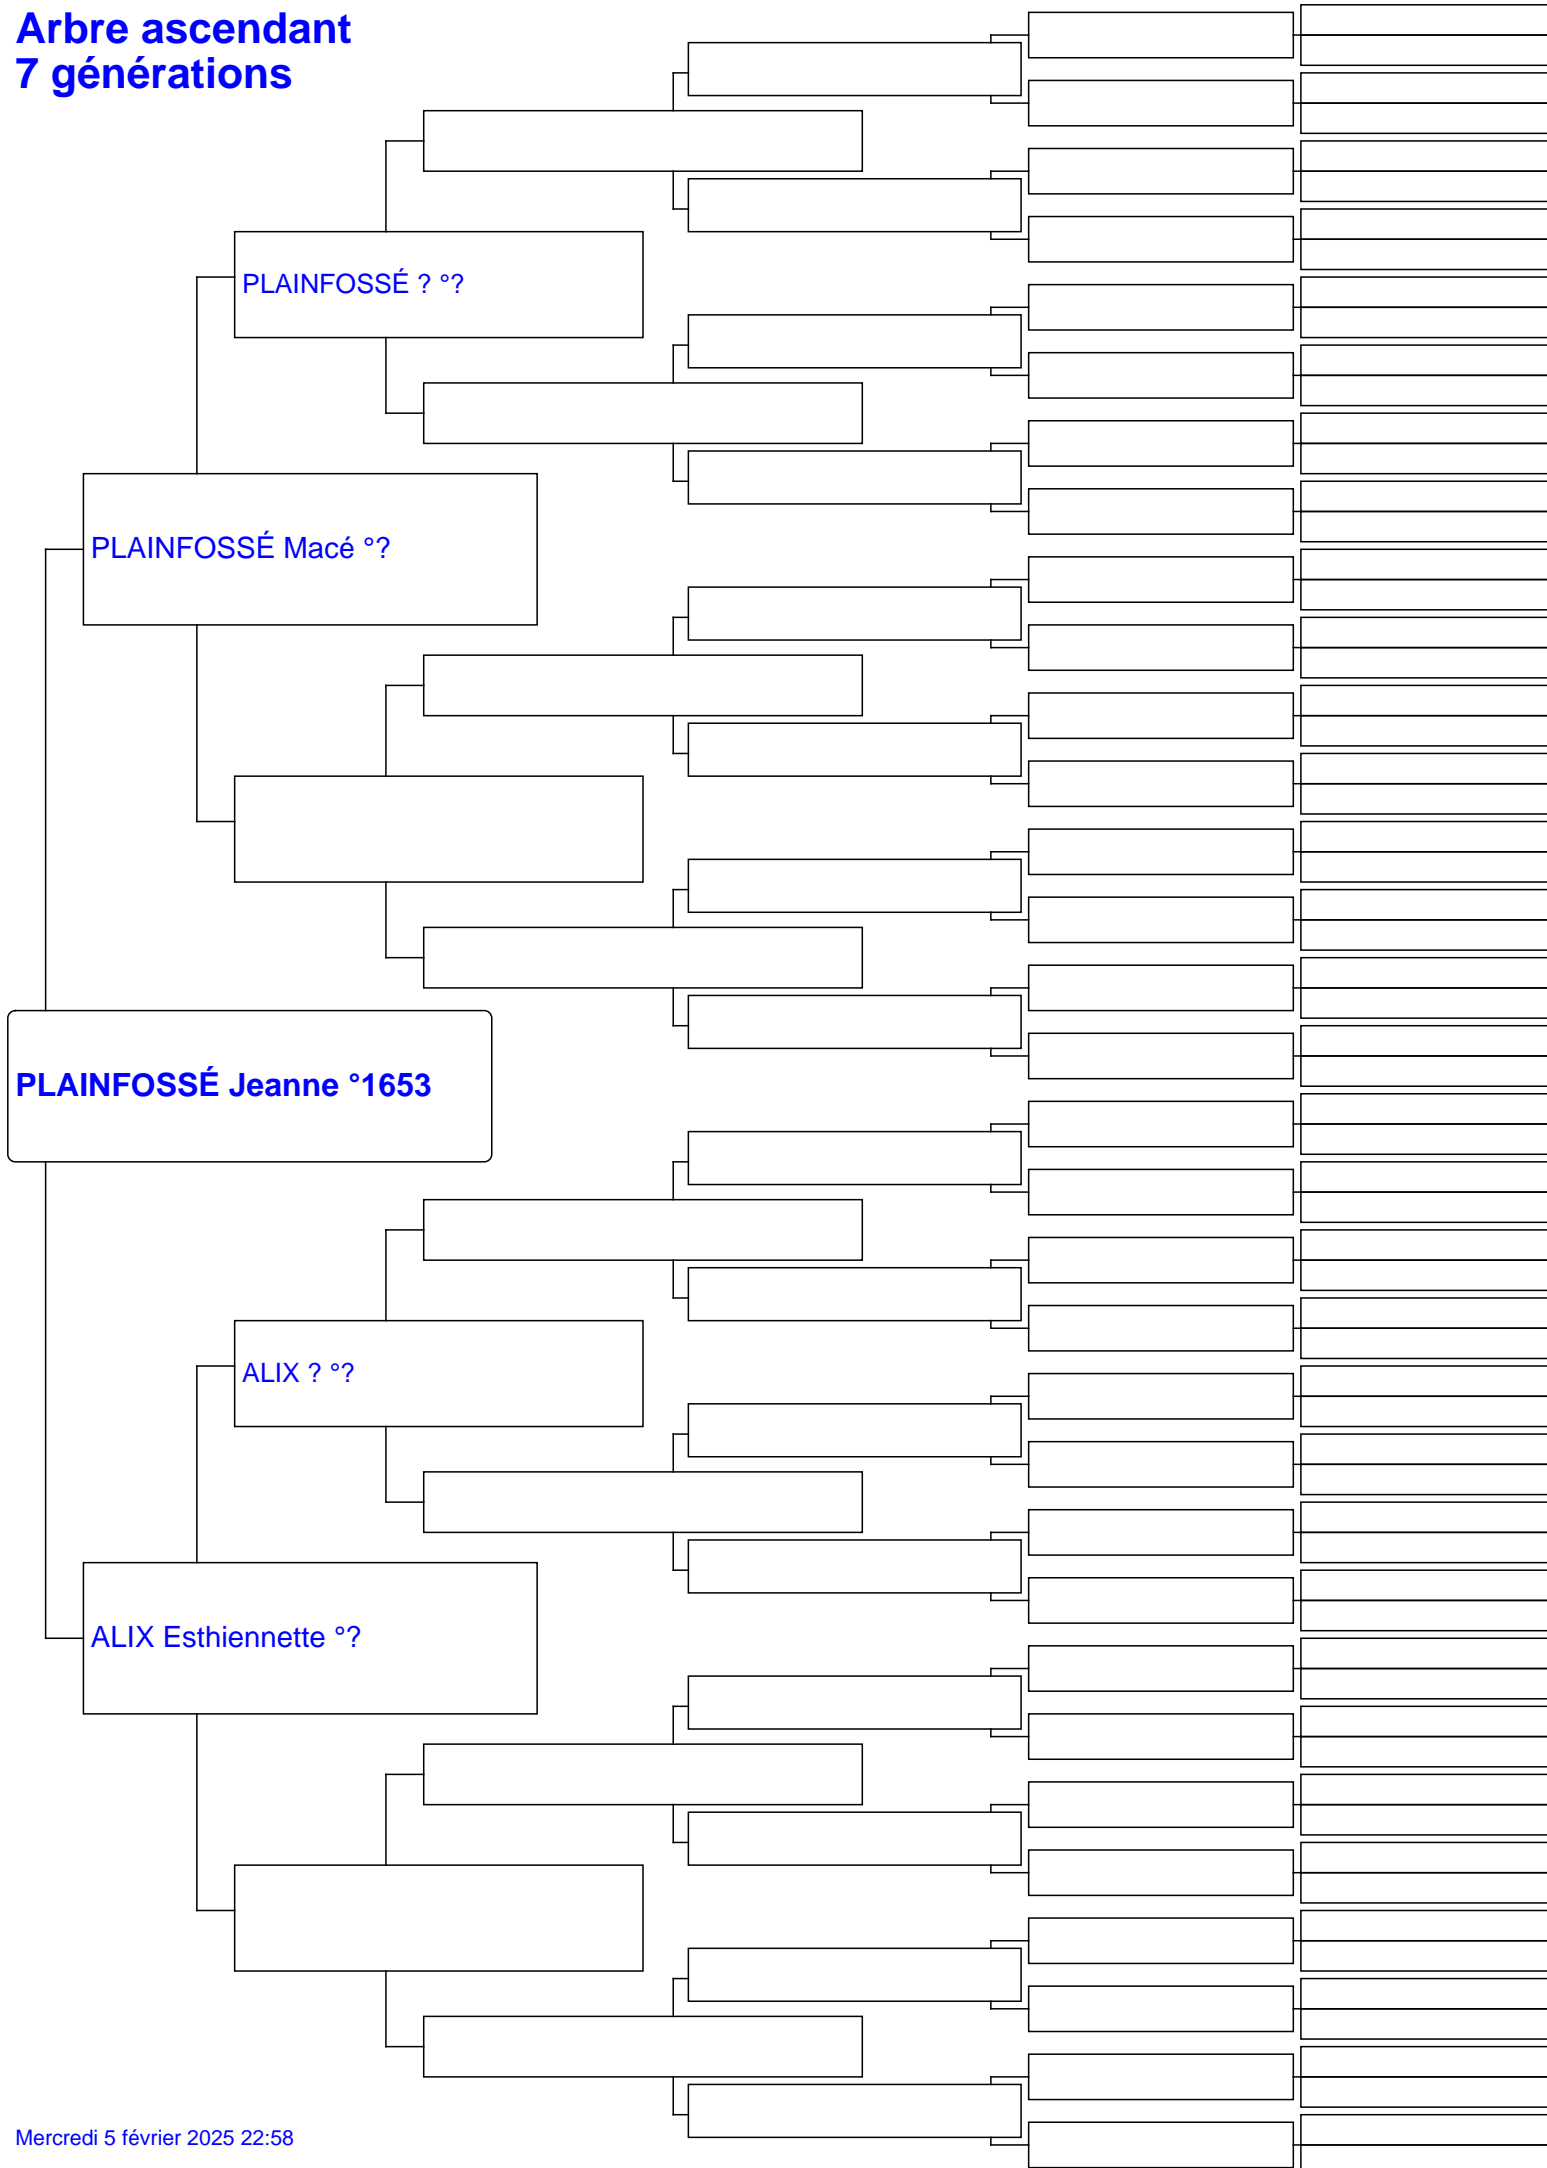 Arbre ascendant
7 générations
PLAINFOSSÉ ? °?
PLAINFOSSÉ Macé °?
PLAINFOSSÉ Jeanne °1653
ALIX ? °?
ALIX Esthiennette °?
Mercredi 5 février 2025 22:58